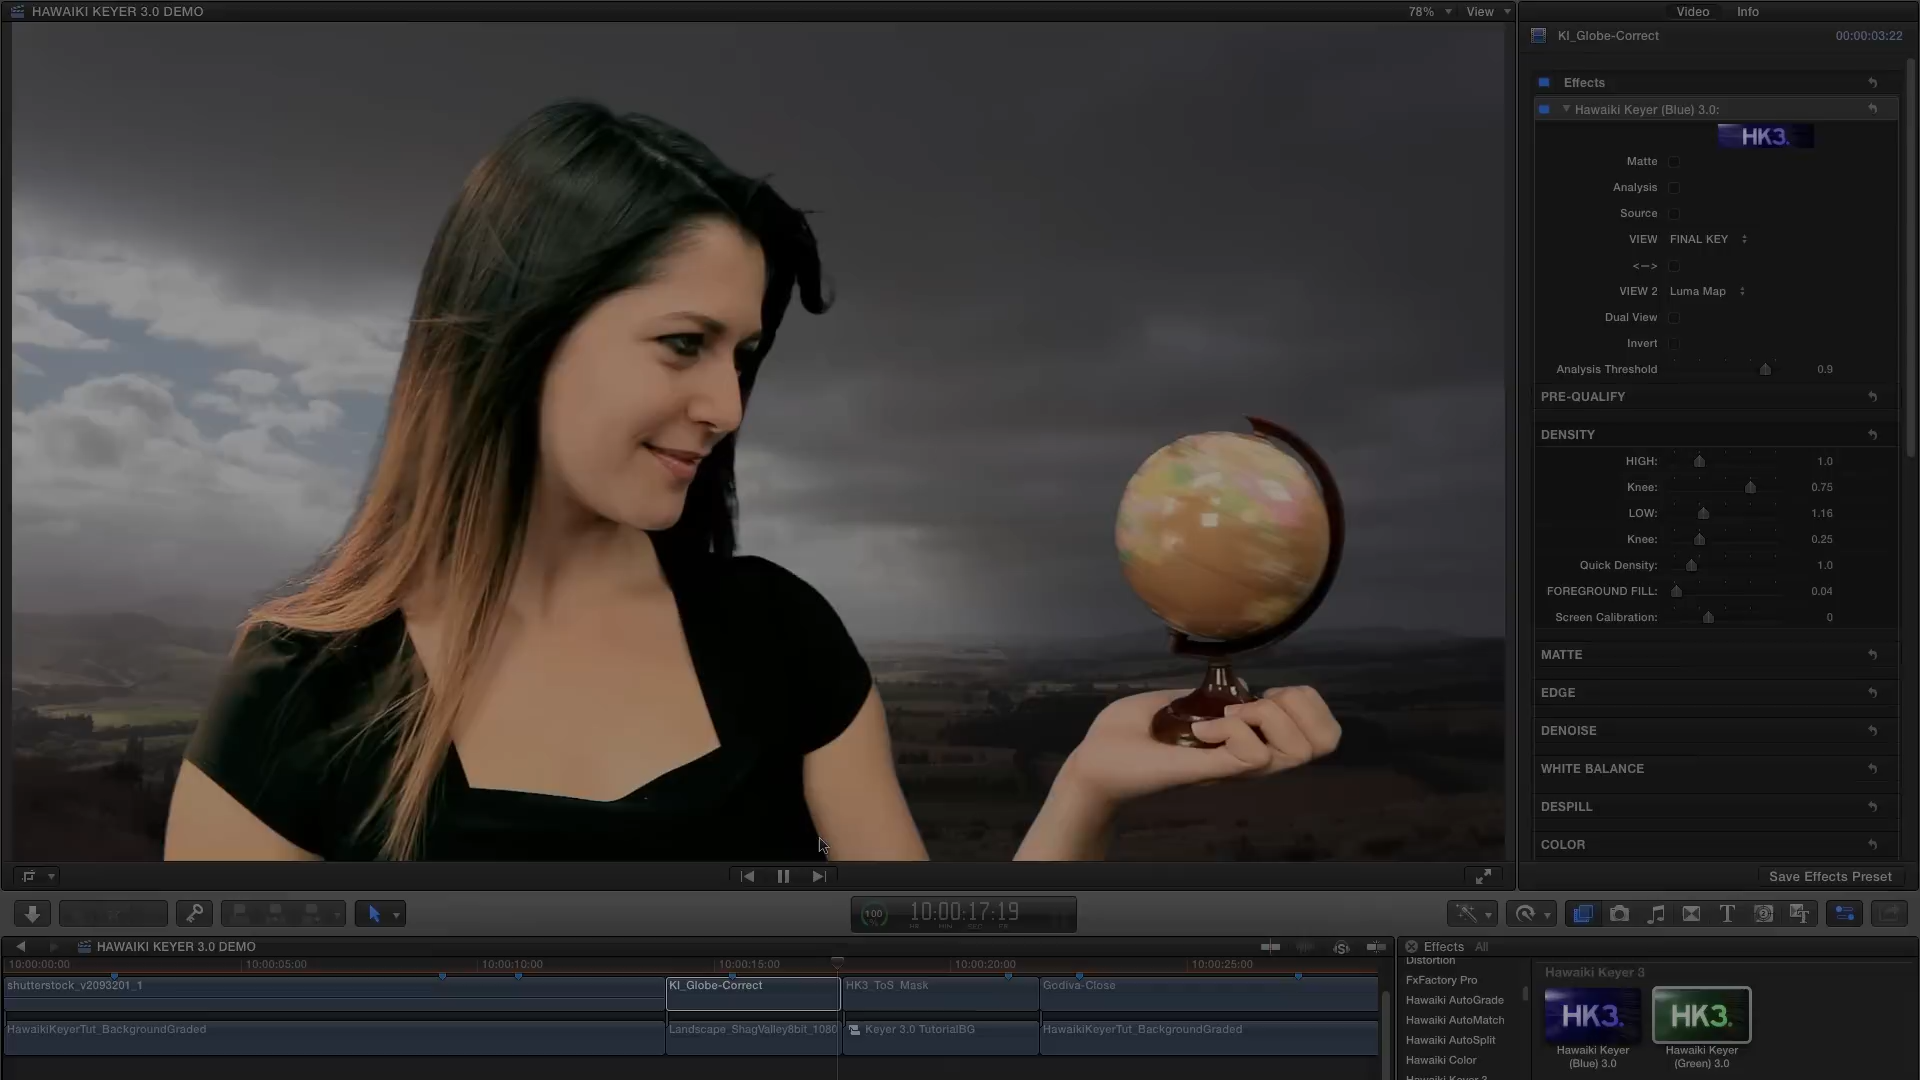 HAWAIKI KEYER 3.0 DEMO
78%
View
Video
Info
KI_Globe-Correct
00:00:03:22
Effects
Hawaiki Keyer (Blue) 3.0:
HK3.
Matte
Analysis
Source
VIEW FINAL KEY
<-->
VIEW 2 Luma Map
Dual View
Invert
Analysis Threshold 0.9
PRE-QUALIFY
DENSITY
HIGH: 1.0
Knee: 0.75
LOW: 1.16
Knee: 0.25
Quick Density: 1.0
FOREGROUND FILL: 0.04
Screen Calibration: 0
MATTE
EDGE
DENOISE
WHITE BALANCE
DESPILL
COLOR
Save Effects Preset
100
10:00:17:19
HR MIN SEC FR
HAWAIKI KEYER 3.0 DEMO
10:00:00:00
10:00:05:00
10:00:10:00
10:00:15:00
10:00:20:00
10:00:25:00
shutterstock_v2093201_1
KI_Globe-Correct
HK3_ToS_Mask
Godiva-Close
HawaikiKeyerTut_BackgroundGraded
Landscape_ShagValley8bit_1080
Keyer 3.0 TutorialBG
HawaikiKeyerTut_BackgroundGraded
Effects
All
Distortion
FxFactory Pro
Hawaiki AutoGrade
Hawaiki AutoMatch
Hawaiki AutoSplit
Hawaiki Color
Hawaiki Keyer 3
HK3.
Hawaiki Keyer
(Blue) 3.0
HK3.
Hawaiki Keyer
(Green) 3.0